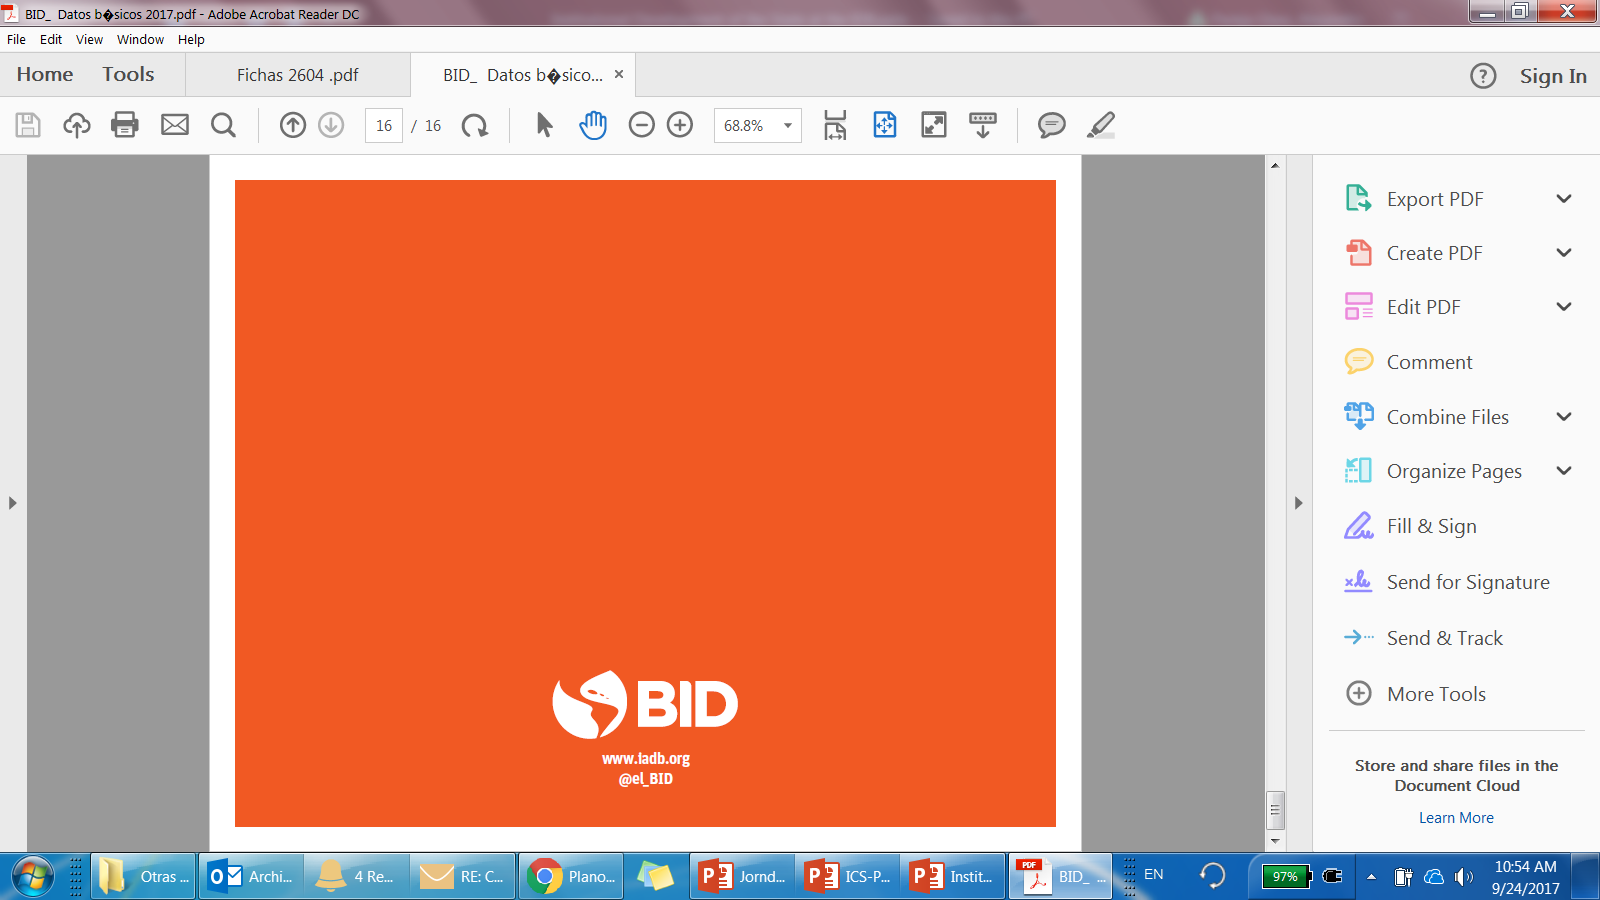 BID_  Datos b�sicos 2017.pdf - Adobe Acrobat Reader DC
File Edit View Window Help
Home Tools Fichas 2604 .pdf BID_  Datos b�sico... × ? Sign In
16 / 16 68.8%
Export PDF
Create PDF
Edit PDF
Comment
Combine Files
Organize Pages
Fill & Sign
Send for Signature
Send & Track
More Tools
Store and share files in the
Document Cloud
Learn More
BID
www.iadb.org
@el_BID
Otras ... Archi... 4 Re... RE: C... Plano... Jornd... ICS-P... Instit... PDF BID_ ... EN 97% 10:54 AM
9/24/2017